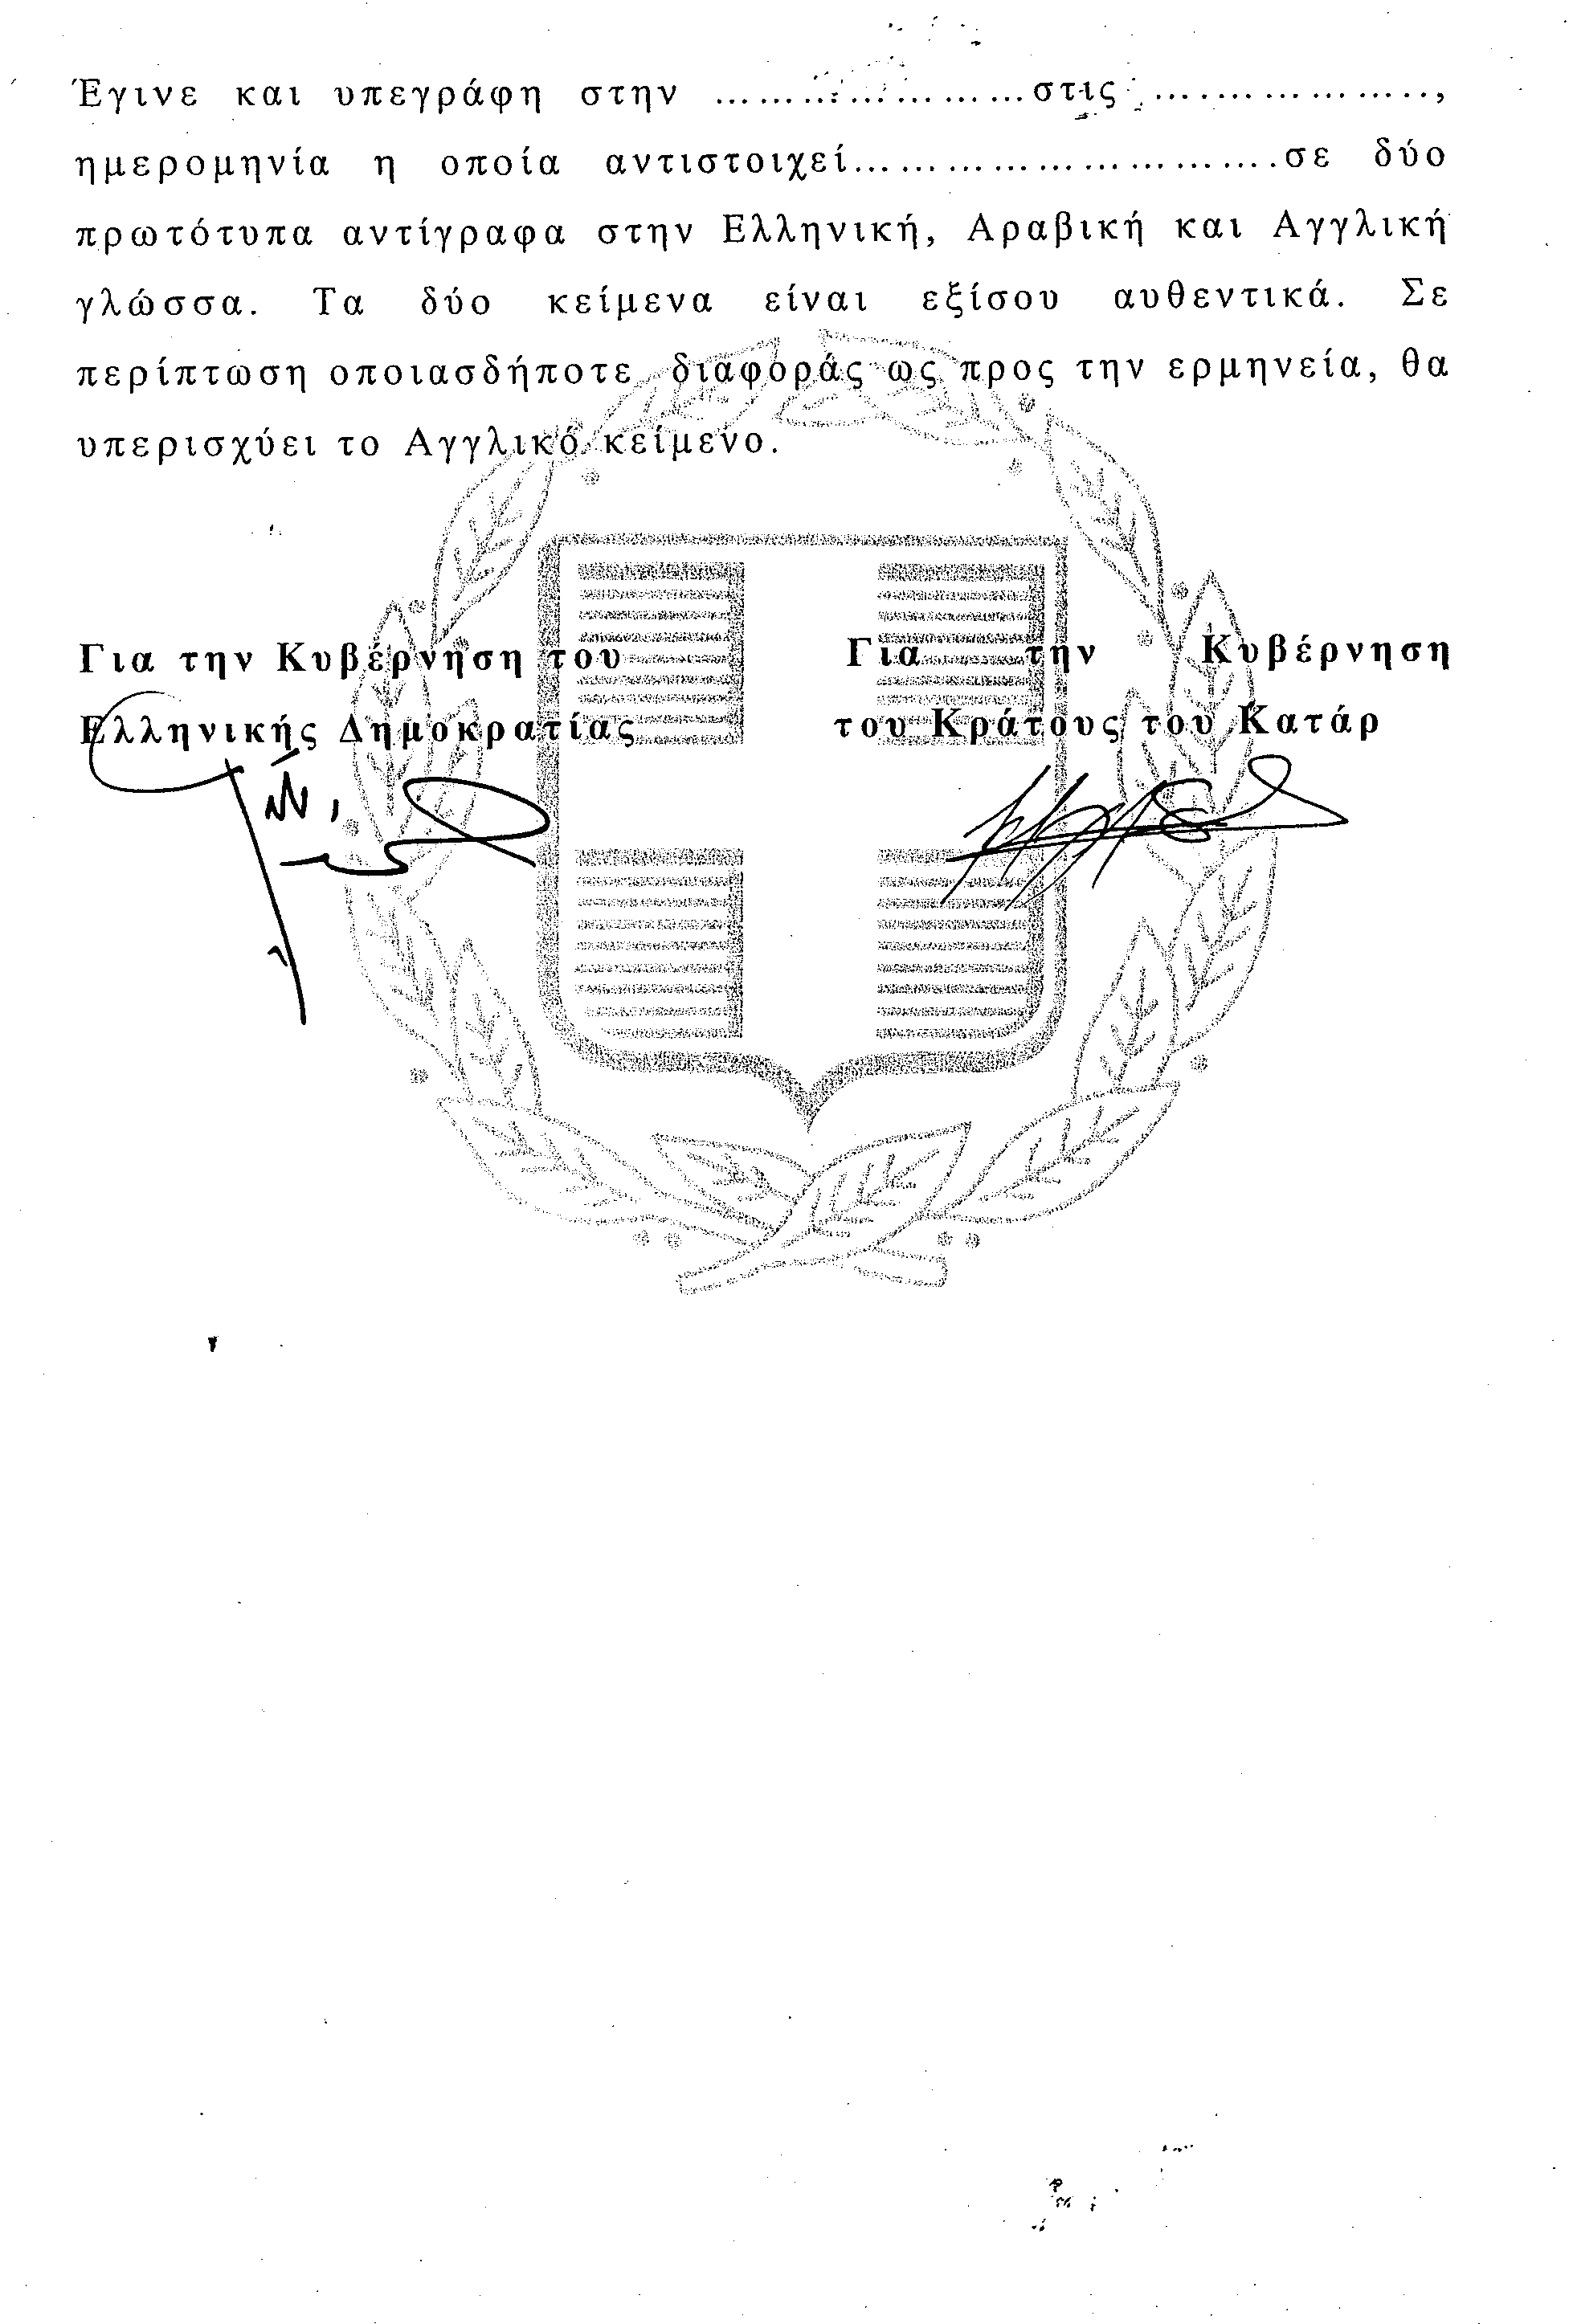 Έγινε και υπεγράφη στην ..............................στις ..........................,
ημερομηνία η οποία αντιστοιχεί....................................σε δύο
πρωτότυπα αντίγραφα στην Ελληνική, Αραβική και Αγγλική
γλώσσα. Τα δύο κείμενα είναι εξίσου αυθεντικά. Σε
περίπτωση οποιασδήποτε διαφοράς ως προς την ερμηνεία, θα
υπερισχύει το Αγγλικό κείμενο.
Για την Κυβέρνηση του
Ελληνικής Δημοκρατίας
Για την Κυβέρνηση
του Κράτους του Κατάρ